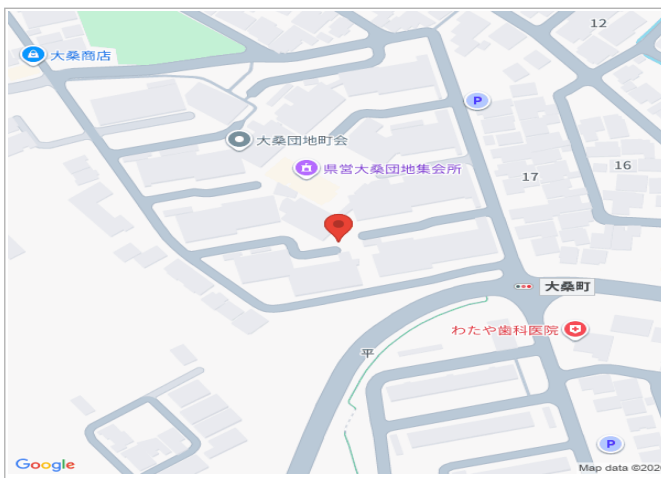 12
大桑商店
P
大桑団地町会
県営大桑団地集会所
16
17
大桑町
わたや歯科医院
平
P
Google
Map data ©202